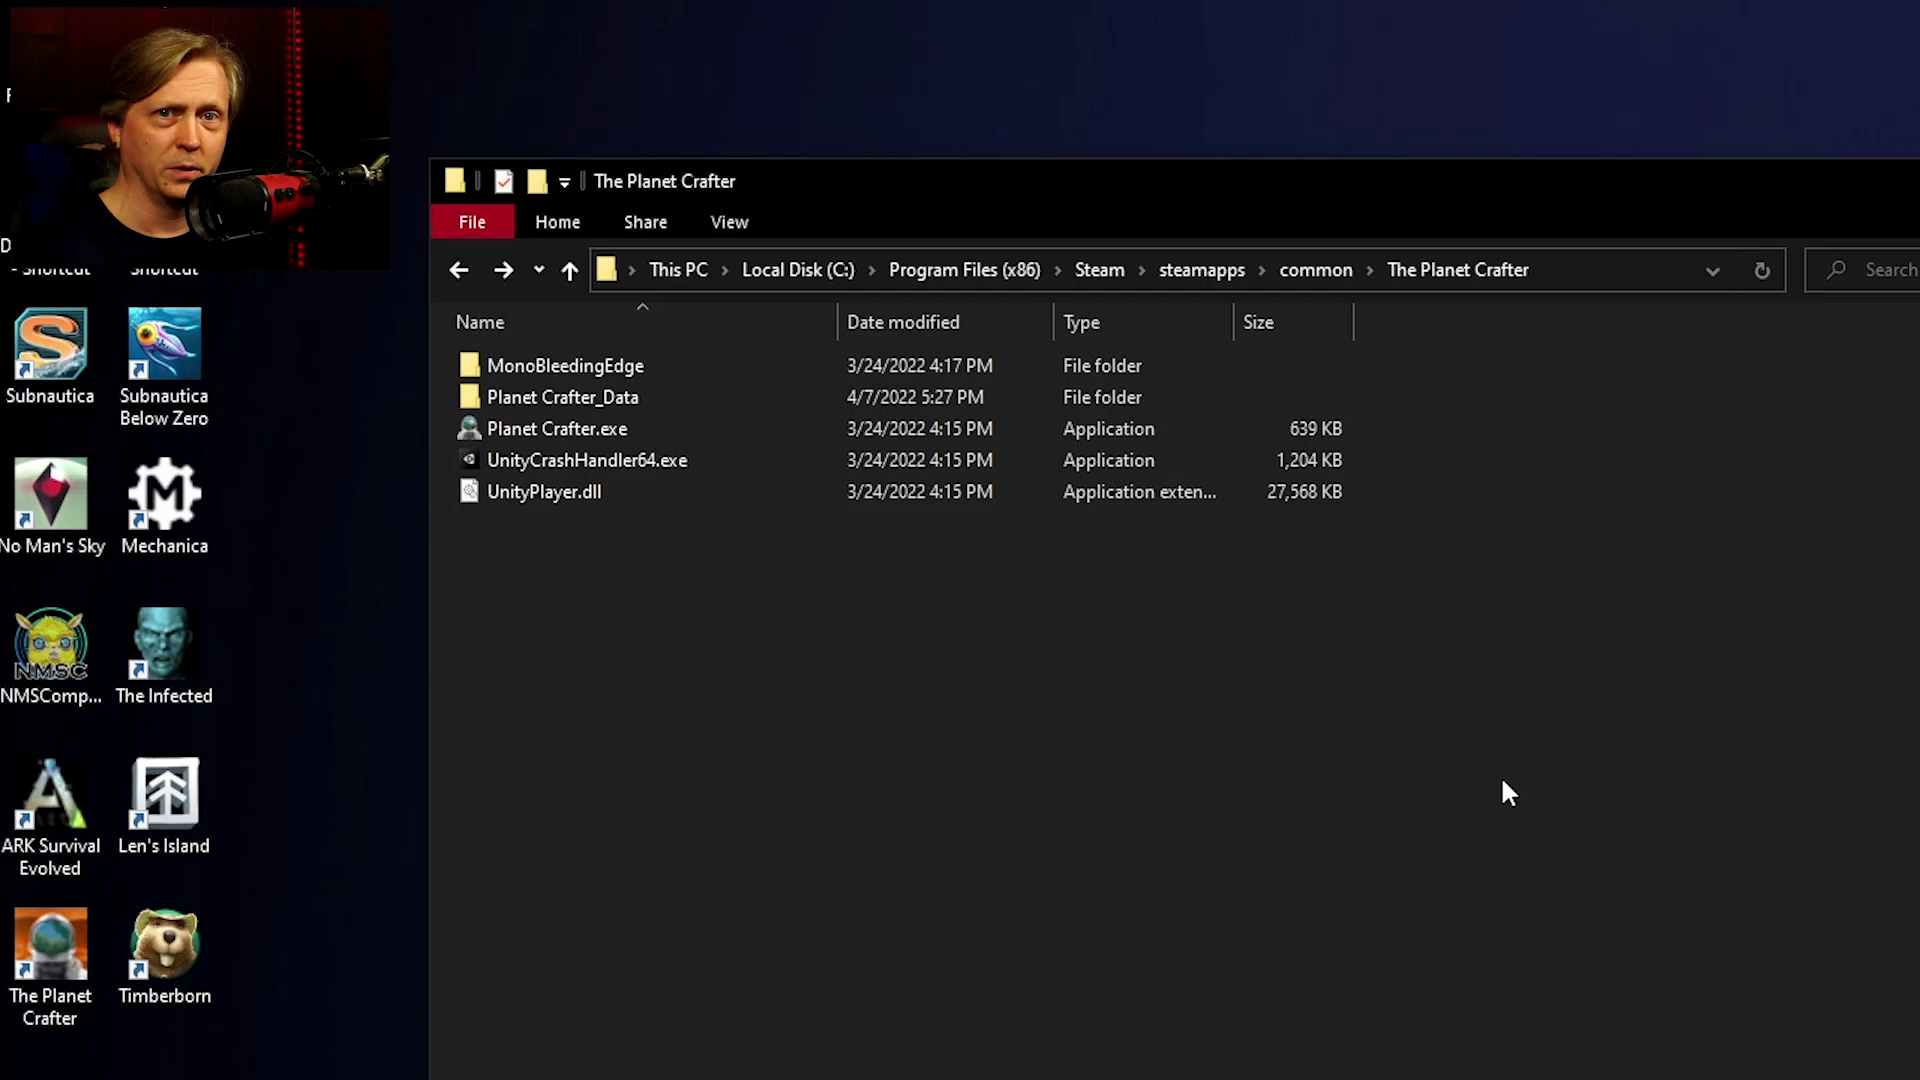 F
D
- Shortcut
Shortcut
Subnautica
Subnautica
Below Zero
No Man's Sky
Mechanica
NMSC
NMSComp...
The Infected
ARK Survival
Evolved
Len's Island
The Planet
Crafter
Timberborn
The Planet Crafter
File
Home
Share
View
This PC
Local Disk (C:)
Program Files (x86)
Steam
steamapps
common
The Planet Crafter
Search
Name
Date modified
Type
Size
MonoBleedingEdge 3/24/2022 4:17 PM File folder
Planet Crafter_Data 4/7/2022 5:27 PM File folder
Planet Crafter.exe 3/24/2022 4:15 PM Application 639 KB
UnityCrashHandler64.exe 3/24/2022 4:15 PM Application 1,204 KB
UnityPlayer.dll 3/24/2022 4:15 PM Application exten... 27,568 KB